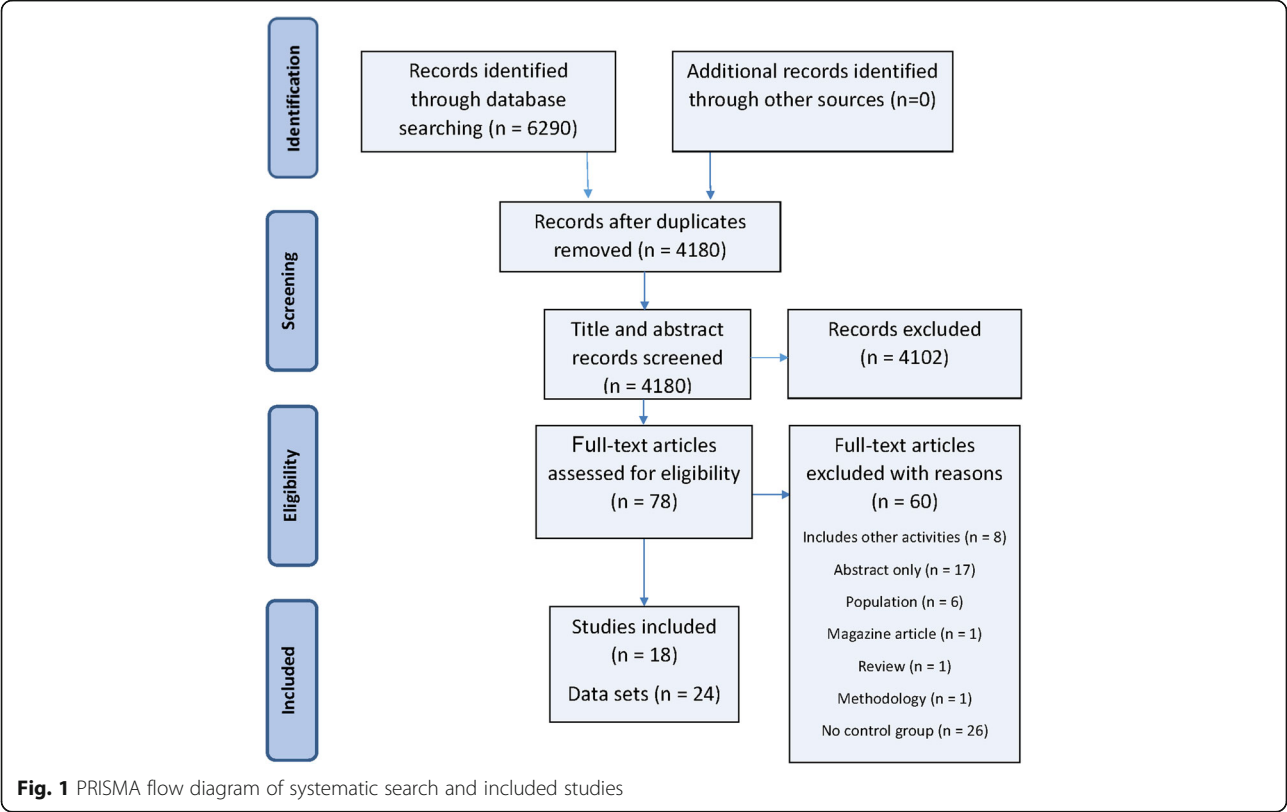 Identification
Records identified
through database
searching (n = 6290)
Additional records identified
through other sources (n=0)
Screening
Records after duplicates
removed (n = 4180)
Title and abstract
records screened
(n = 4180)
Records excluded
(n = 4102)
Eligibility
Full-text articles
assessed for eligibility
(n = 78)
Full-text articles
excluded with reasons
(n = 60)
Includes other activities (n = 8)
Abstract only (n = 17)
Population (n = 6)
Magazine article (n = 1)
Review (n = 1)
Methodology (n = 1)
No control group (n = 26)
Included
Studies included
(n = 18)
Data sets (n = 24)
Fig. 1 PRISMA flow diagram of systematic search and included studies